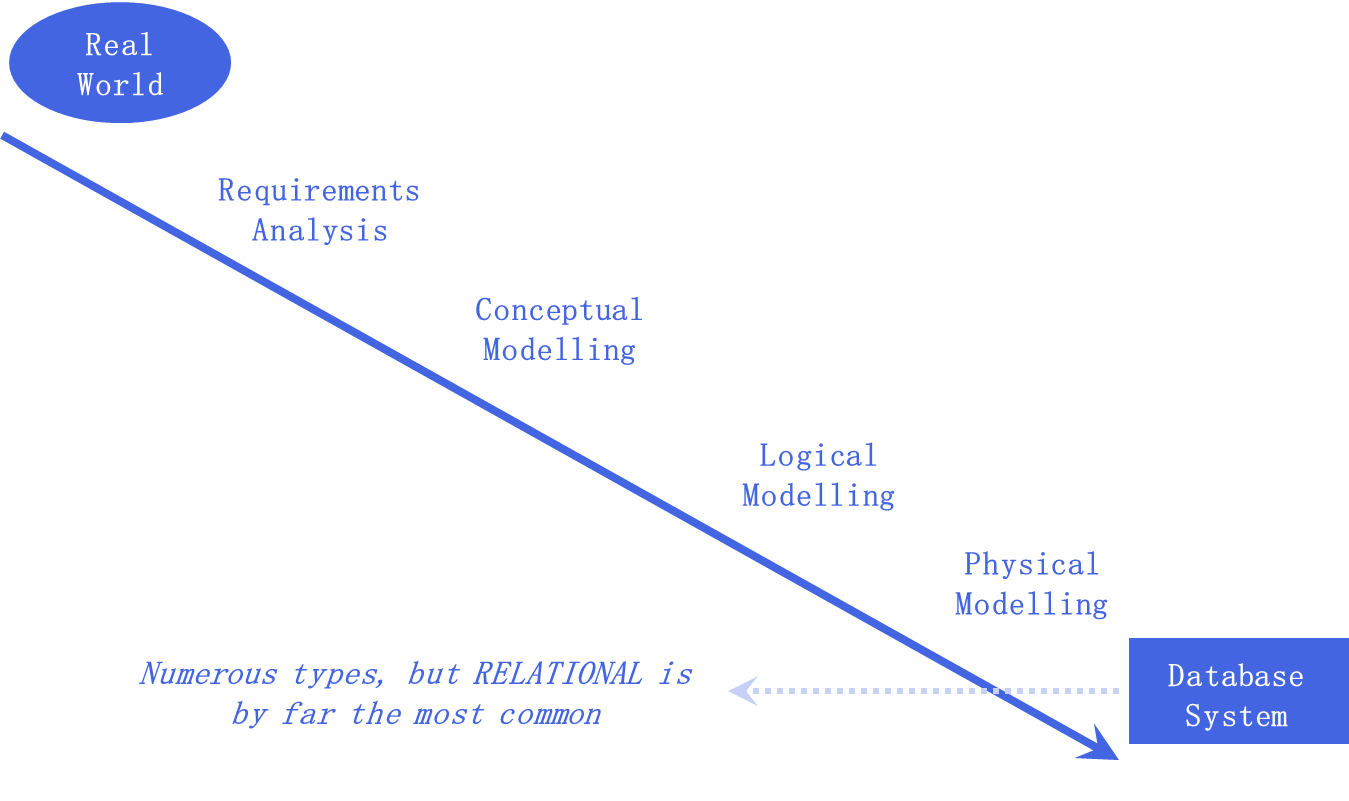 Real
World
Requirements
Analysis
Conceptual
Modelling
Logical
Modelling
Physical
Modelling
Numerous types, but RELATIONAL is
by far the most common
Database
System